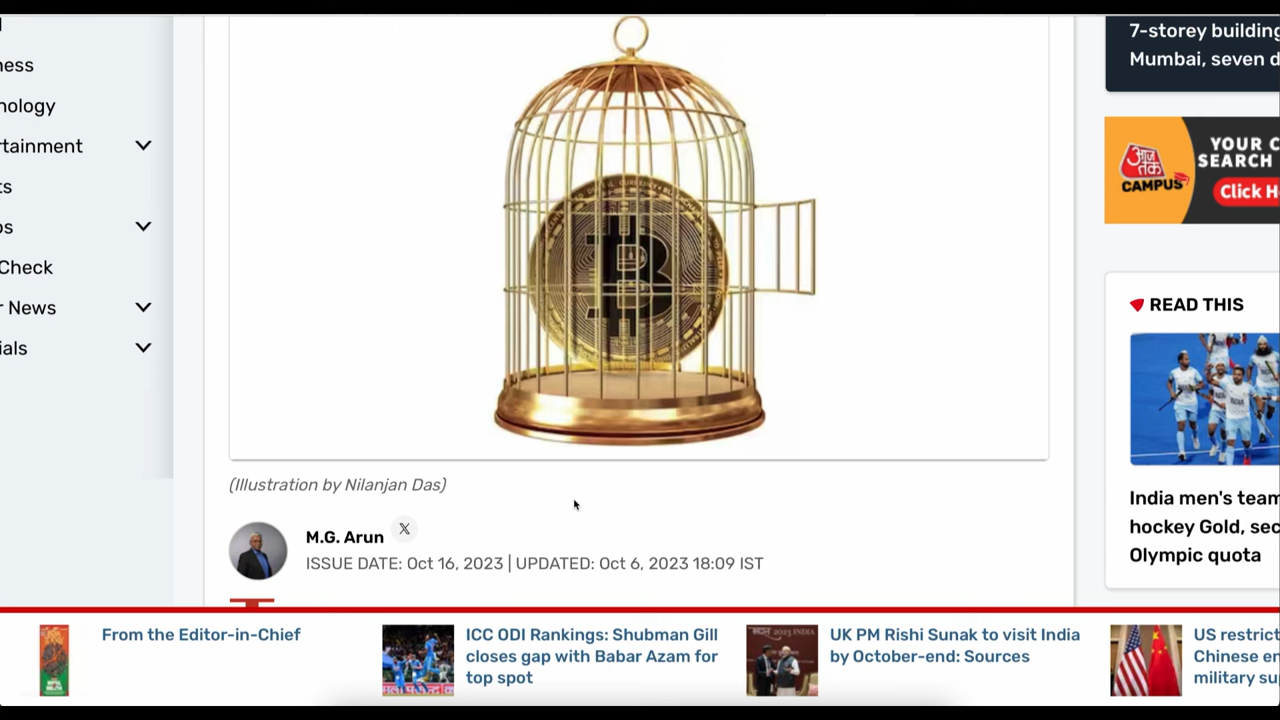 ness
nology
rtainment
ts
os
Check
r News
ials
(Illustration by Nilanjan Das)
M.G. Arun
ISSUE DATE: Oct 16, 2023 | UPDATED: Oct 6, 2023 18:09 IST
7-storey building
Mumbai, seven d
आज तक
CAMPUS
YOUR C
SEARCH
Click H
READ THIS
India men's team
hockey Gold, sec
Olympic quota
From the Editor-in-Chief
ICC ODI Rankings: Shubman Gill
closes gap with Babar Azam for
top spot
UK PM Rishi Sunak to visit India
by October-end: Sources
US restrict
Chinese en
military su